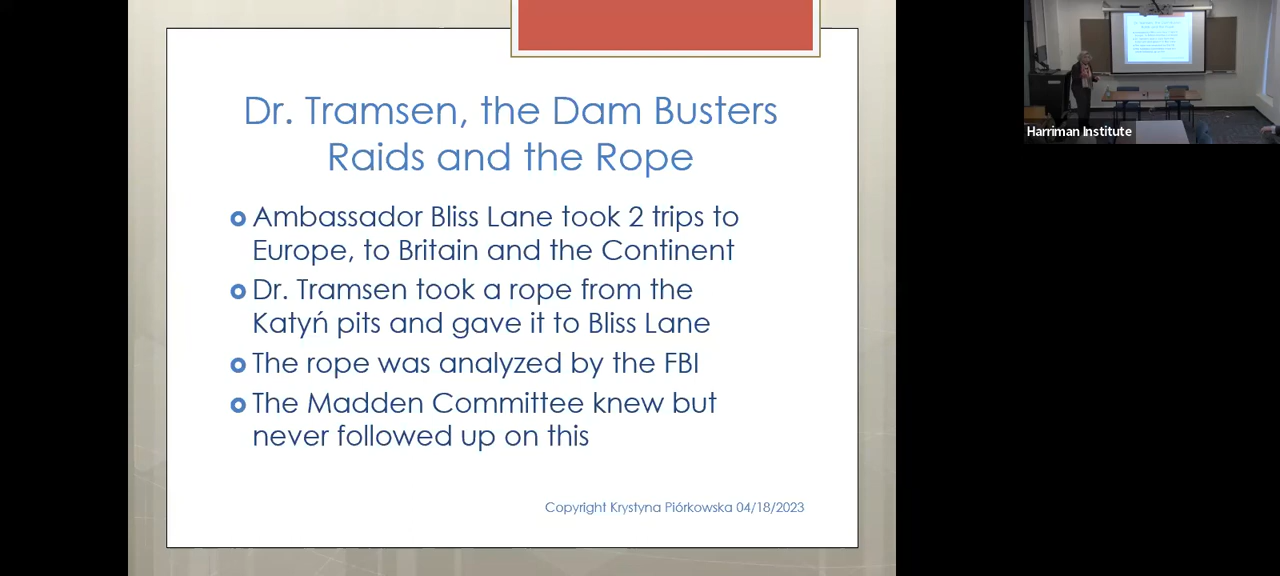 Dr. Tramsen, the Dam Busters
Raids and the Rope
Ambassador Bliss Lane took 2 trips to
Europe, to Britain and the Continent
Dr. Tramsen took a rope from the
Katyń pits and gave it to Bliss Lane
The rope was analyzed by the FBI
The Madden Committee knew but
never followed up on this
Copyright Krystyna Piórkowska 04/18/2023
Harriman Institute